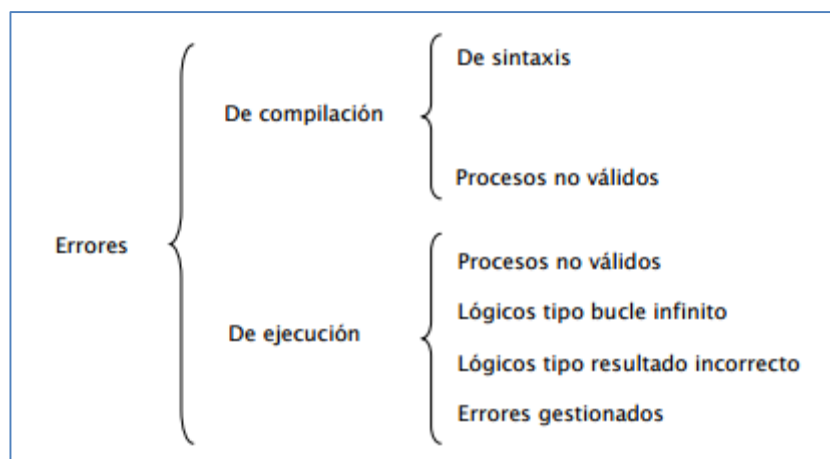 Errores
De compilación
De sintaxis
Procesos no válidos
De ejecución
Procesos no válidos
Lógicos tipo bucle infinito
Lógicos tipo resultado incorrecto
Errores gestionados